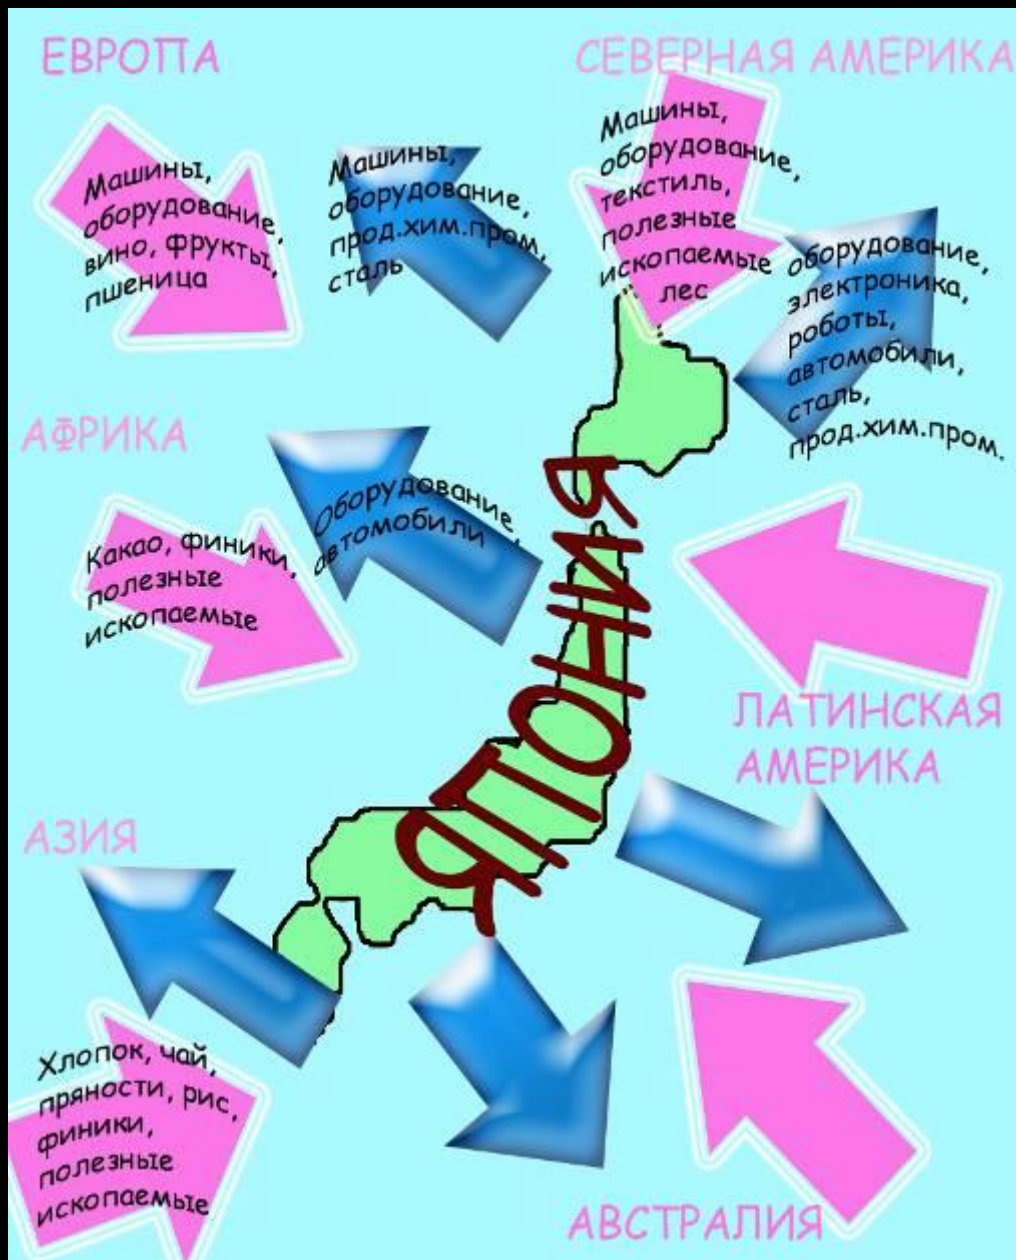 ЕВРОПА
СЕВЕРНАЯ АМЕРИКА
Машины,
оборудование,
вино, фрукты,
пшеница
Машины,
оборудование,
прод.хим.пром,
сталь
Машины,
оборудование,
текстиль,
полезные
ископаемые
лес
оборудование,
электроника,
роботы,
автомобили,
сталь,
прод.хим.пром.
АФРИКА
Какао, финики,
полезные
ископаемые
Оборудование,
автомобили
ЯПОНИЯ
ЛАТИНСКАЯ
АМЕРИКА
АЗИЯ
Хлопок, чай,
пряности, рис,
финики,
полезные
ископаемые
АВСТРАЛИЯ